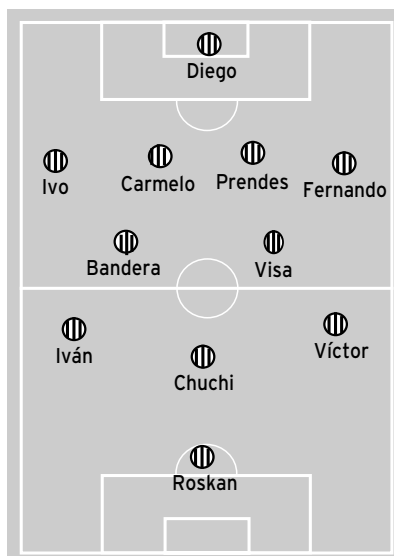 Diego
Ivo
Carmelo
Prendes
Fernando
Bandera
Visa
Iván
Chuchi
Víctor
Roskan